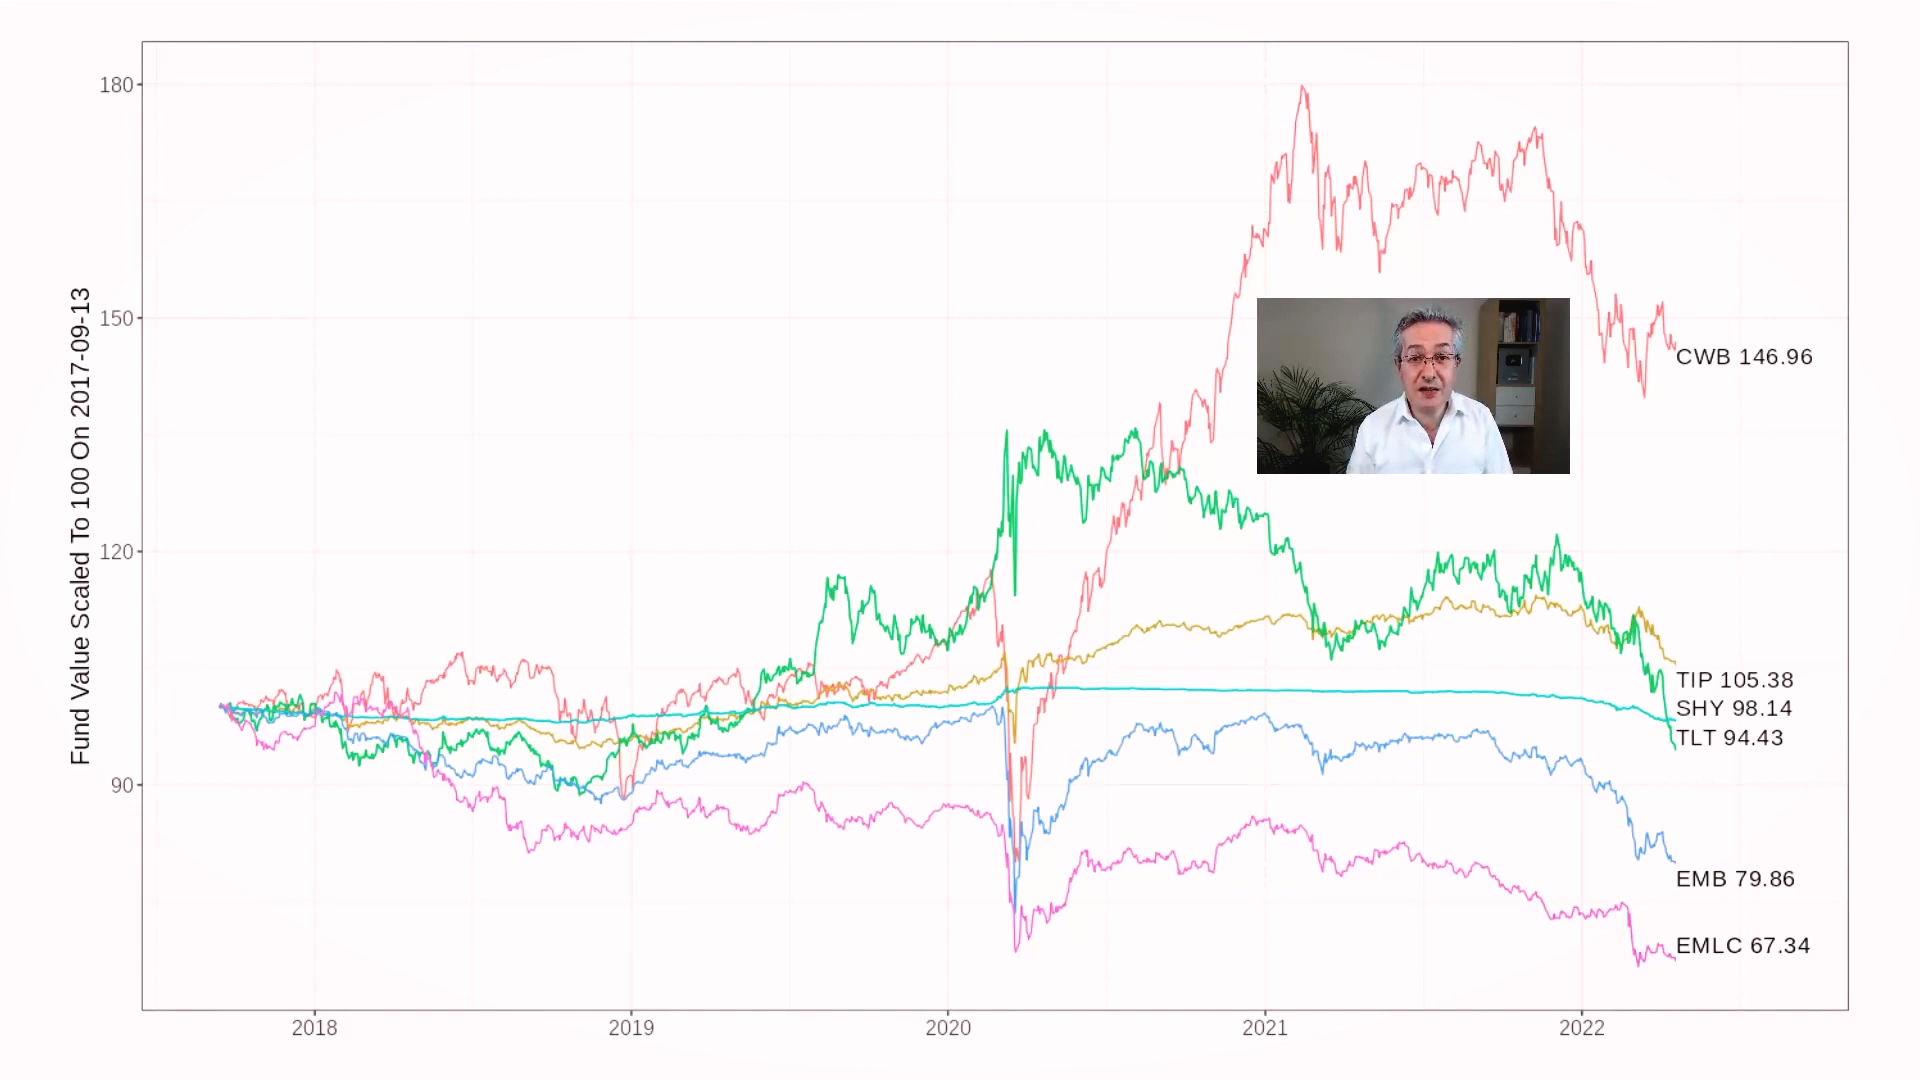 Fund Value Scaled To 100 On 2017-09-13
180
150
120
90
CWB 146.96
TIP 105.38
SHY 98.14
TLT 94.43
EMB 79.86
EMLC 67.34
2018
2019
2020
2021
2022